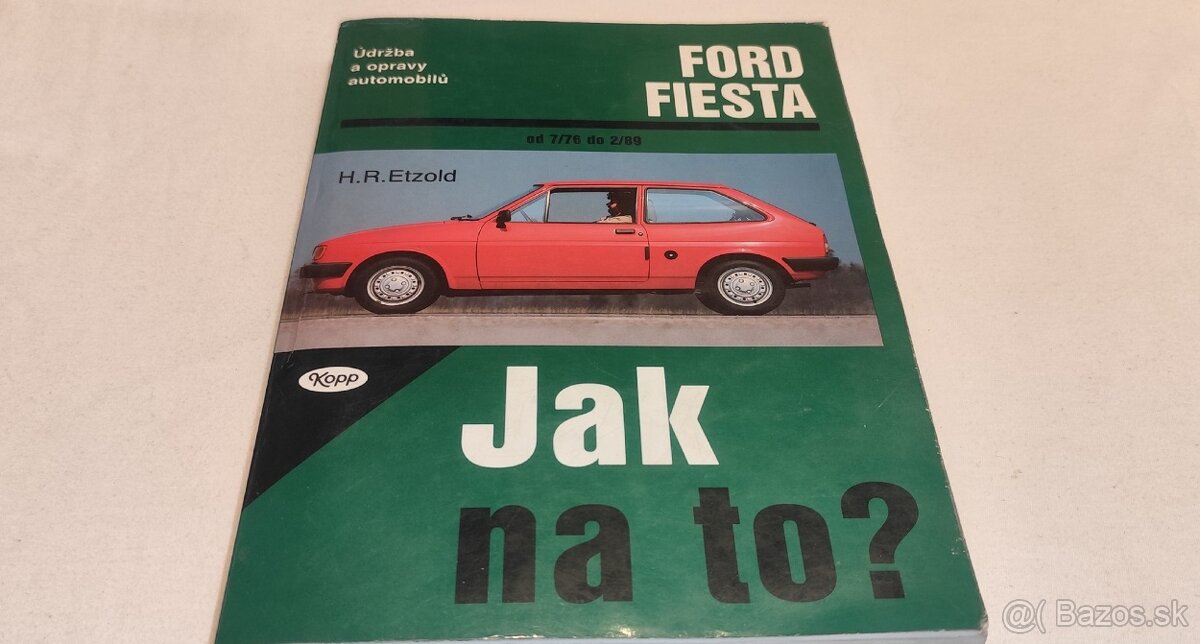 Údržba
a opravy
automobilů
FORD
FIESTA
od 7/76 do 2/89
H.R.Etzold
Kopp
Jak
na to?
@( Bazos.sk